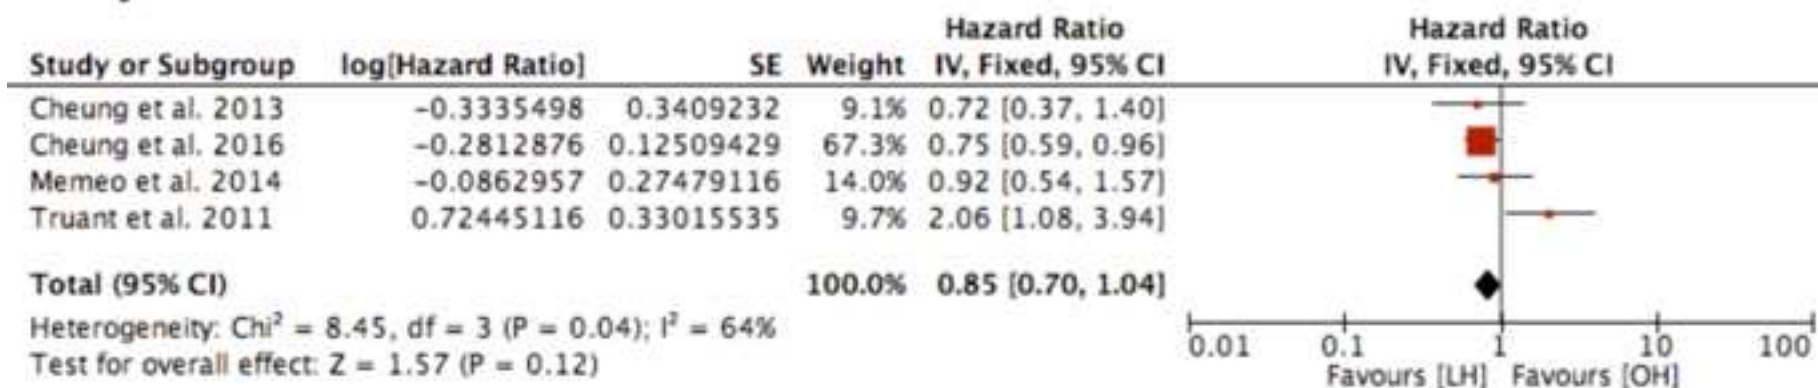 Hazard Ratio Hazard Ratio
Study or Subgroup log[Hazard Ratio] SE Weight IV, Fixed, 95% CI IV, Fixed, 95% CI
Cheung et al. 2013 −0.3335498 0.3409232 9.1% 0.72 [0.37, 1.40]
Cheung et al. 2016 −0.2812876 0.12509429 67.3% 0.75 [0.59, 0.96]
Memeo et al. 2014 −0.0862957 0.27479116 14.0% 0.92 [0.54, 1.57]
Truant et al. 2011 0.72445116 0.33015535 9.7% 2.06 [1.08, 3.94]
Total (95% CI) 100.0% 0.85 [0.70, 1.04]
Heterogeneity: Chi² = 8.45, df = 3 (P = 0.04); I² = 64%
Test for overall effect: Z = 1.57 (P = 0.12)
0.01 0.1 1 10 100
Favours [LH] Favours [OH]